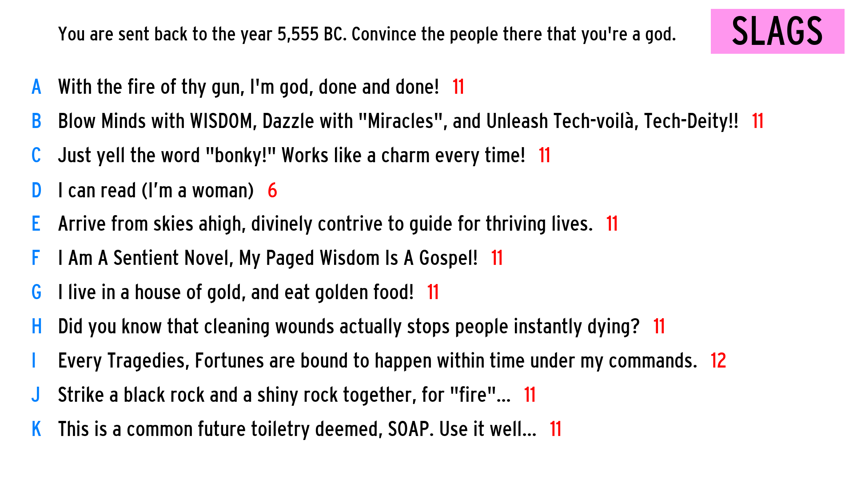 You are sent back to the year 5,555 BC. Convince the people there that you're a god.
SLAGS
A With the fire of thy gun, I'm god, done and done! 11
B Blow Minds with WISDOM, Dazzle with "Miracles", and Unleash Tech-voilà, Tech-Deity!! 11
C Just yell the word "bonky!" Works like a charm every time! 11
D I can read (I'm a woman) 6
E Arrive from skies ahigh, divinely contrive to guide for thriving lives. 11
F I Am A Sentient Novel, My Paged Wisdom Is A Gospel! 11
G I live in a house of gold, and eat golden food! 11
H Did you know that cleaning wounds actually stops people instantly dying? 11
I Every Tragedies, Fortunes are bound to happen within time under my commands. 12
J Strike a black rock and a shiny rock together, for "fire"... 11
K This is a common future toiletry deemed, SOAP. Use it well... 11